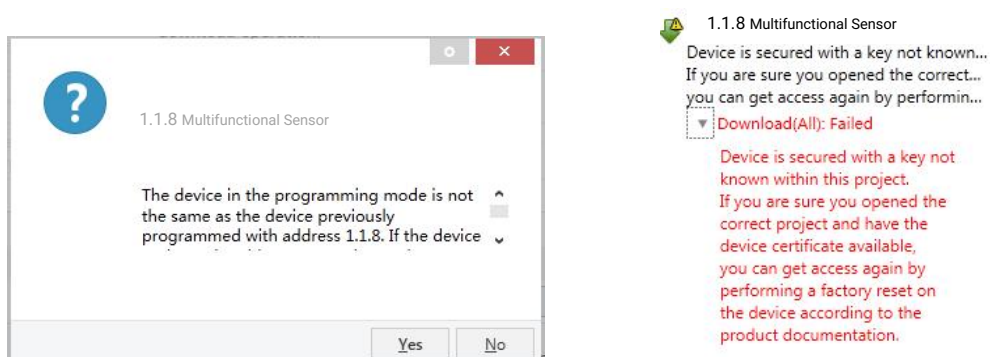 1.1.8 Multifunctional Sensor
The device in the programming mode is not
the same as the device previously
programmed with address 1.1.8. If the device
Yes
No
1.1.8 Multifunctional Sensor
Device is secured with a key not known...
If you are sure you opened the correct...
you can get access again by performin...
Download(All): Failed
Device is secured with a key not
known within this project.
If you are sure you opened the
correct project and have the
device certificate available,
you can get access again by
performing a factory reset on
the device according to the
product documentation.